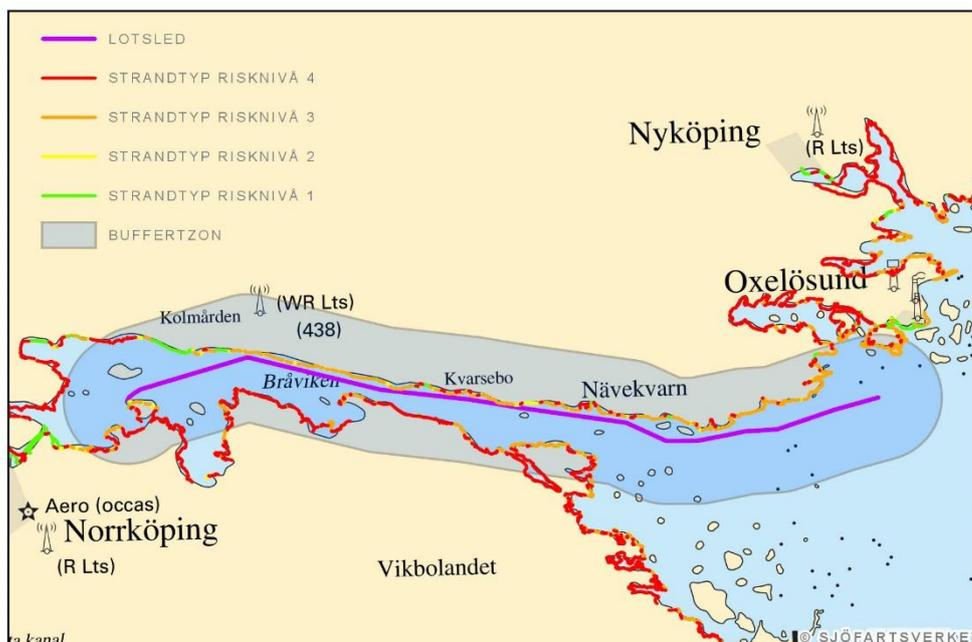 LOTSLED
STRANDTYP RISKNIVÅ 4
STRANDTYP RISKNIVÅ 3
STRANDTYP RISKNIVÅ 2
STRANDTYP RISKNIVÅ 1
BUFFERTZON
Nyköping
(R Lts)
Oxelösund
Kolmården
(WR Lts)
(438)
Bråviken
Kvarsebo
Nävekvarn
Aero (occas)
Norrköping
(R Lts)
Vikbolandet
ta kanal
© SJÖFARTSVERKE